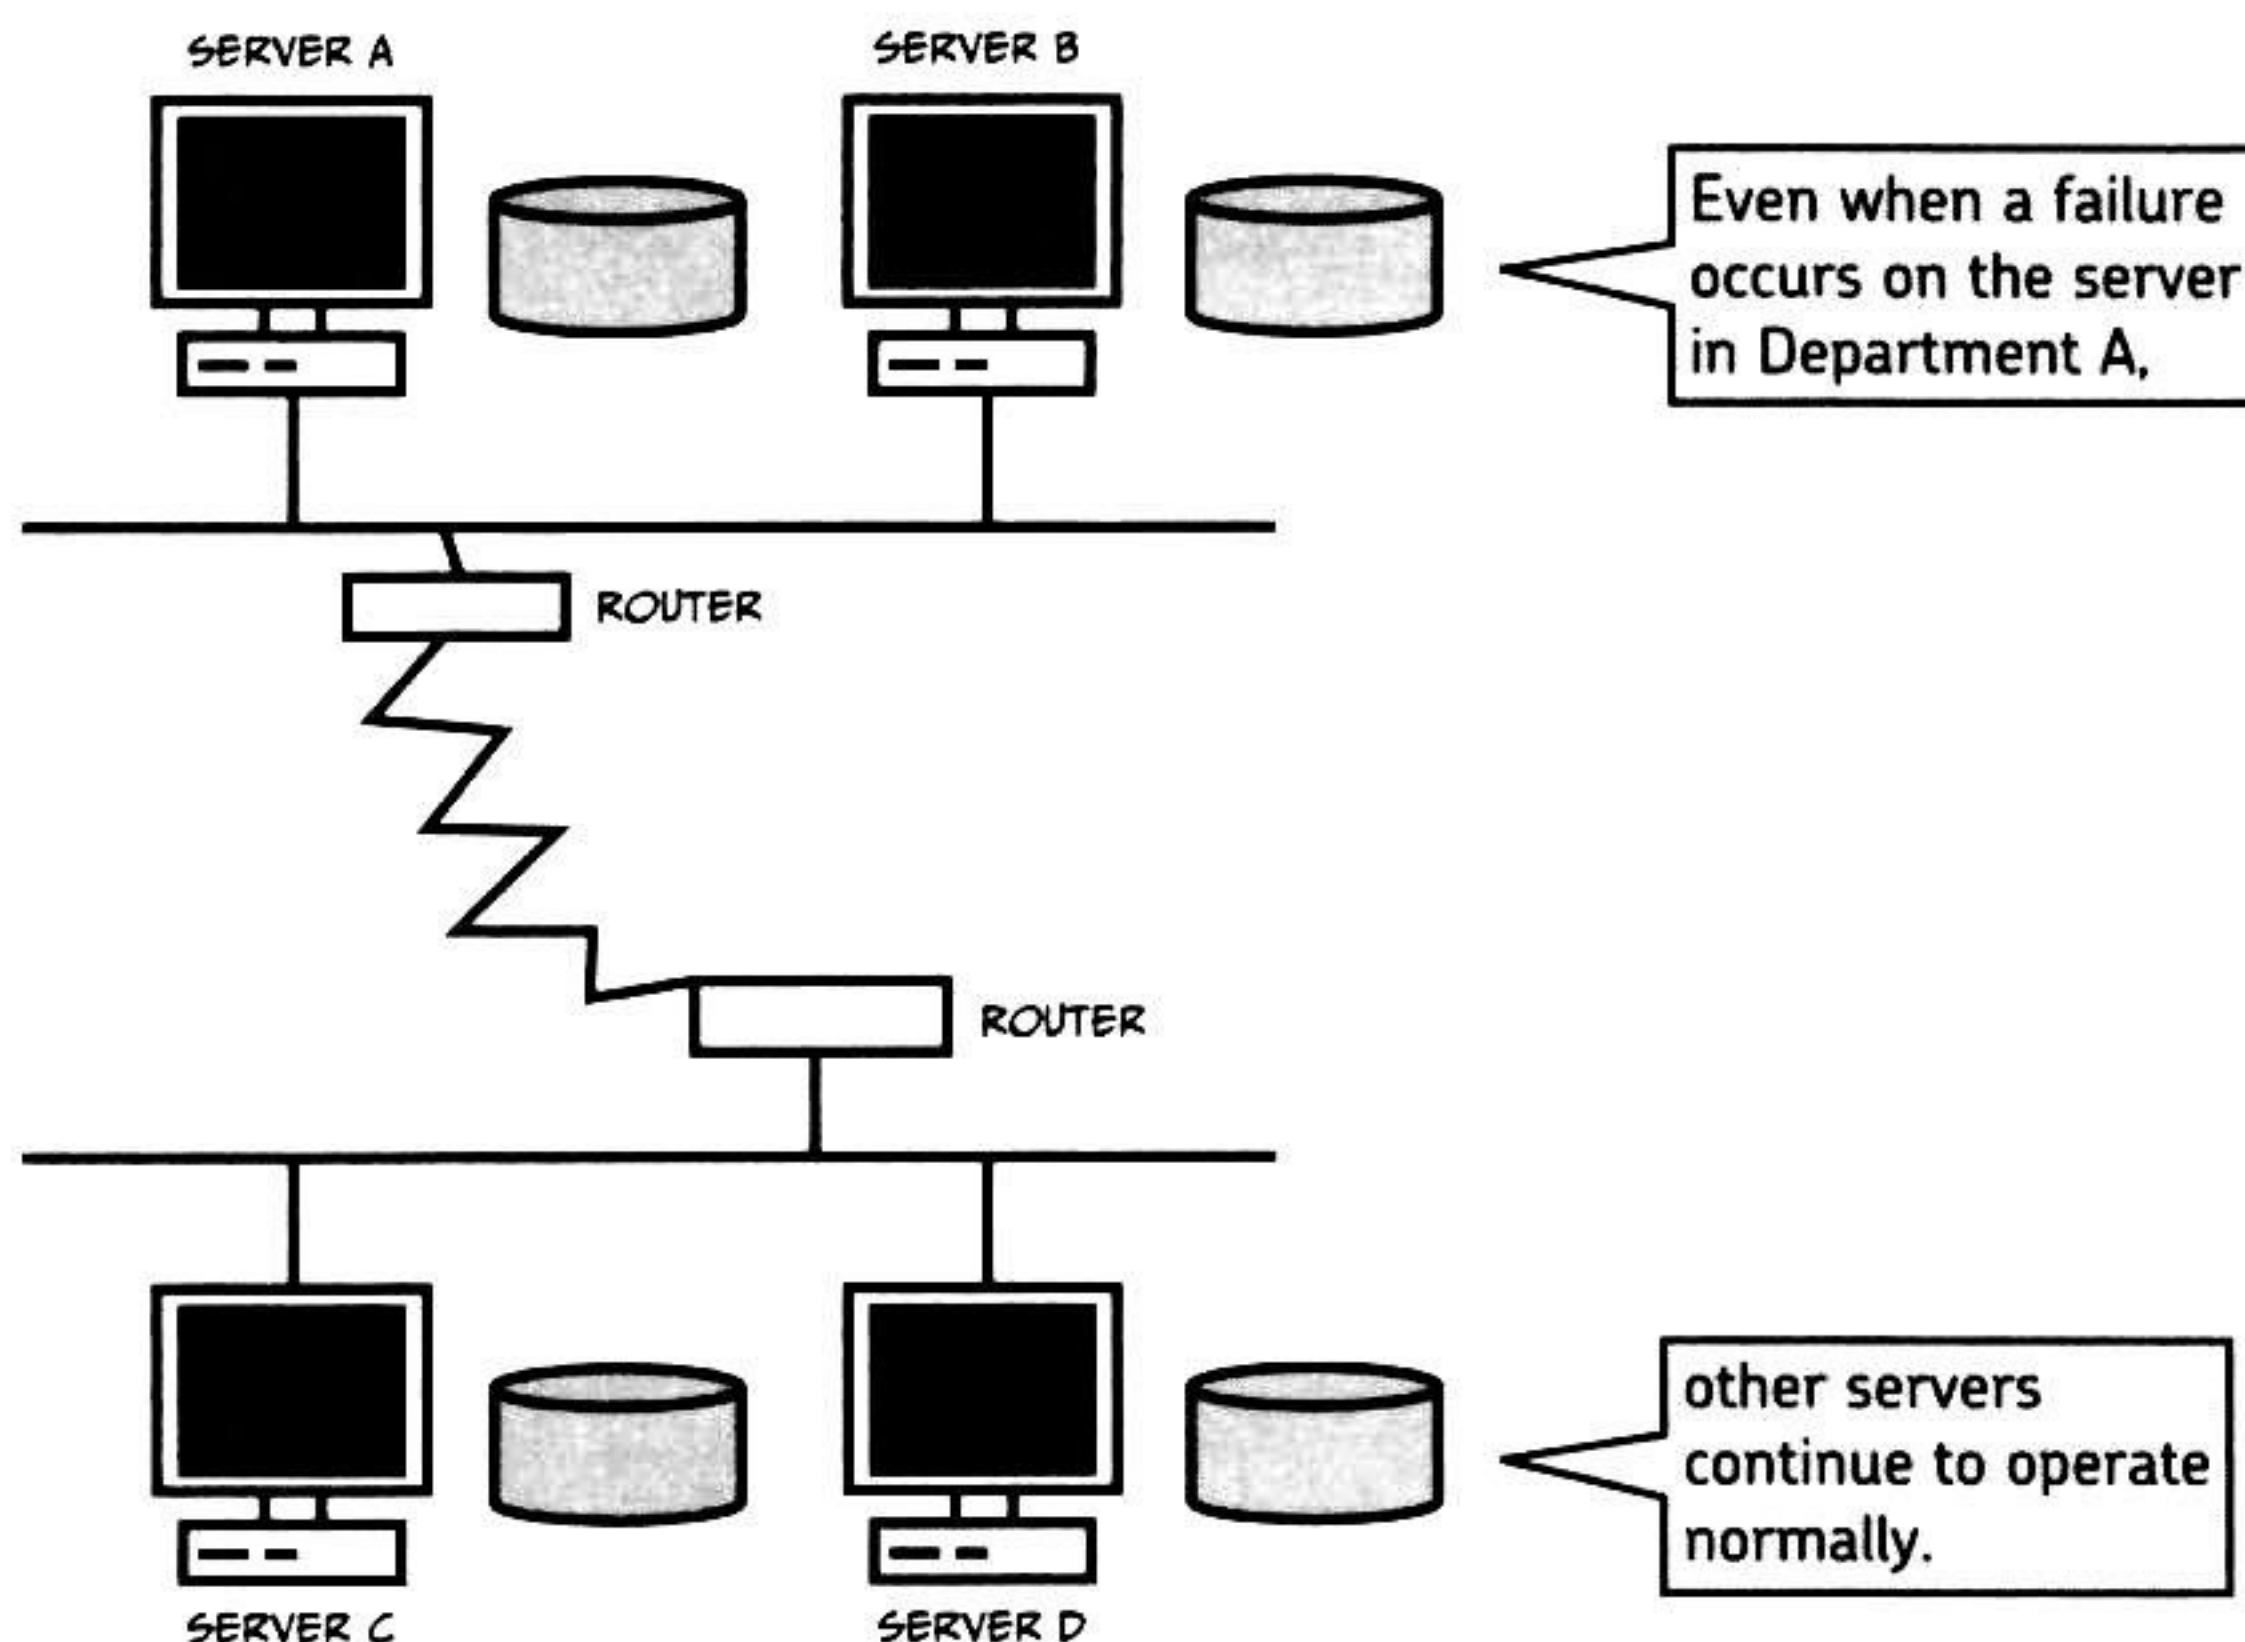 SERVER A
SERVER B
Even when a failure
occurs on the server
in Department A,
ROUTER
ROUTER
other servers
continue to operate
normally.
SERVER C
SERVER D